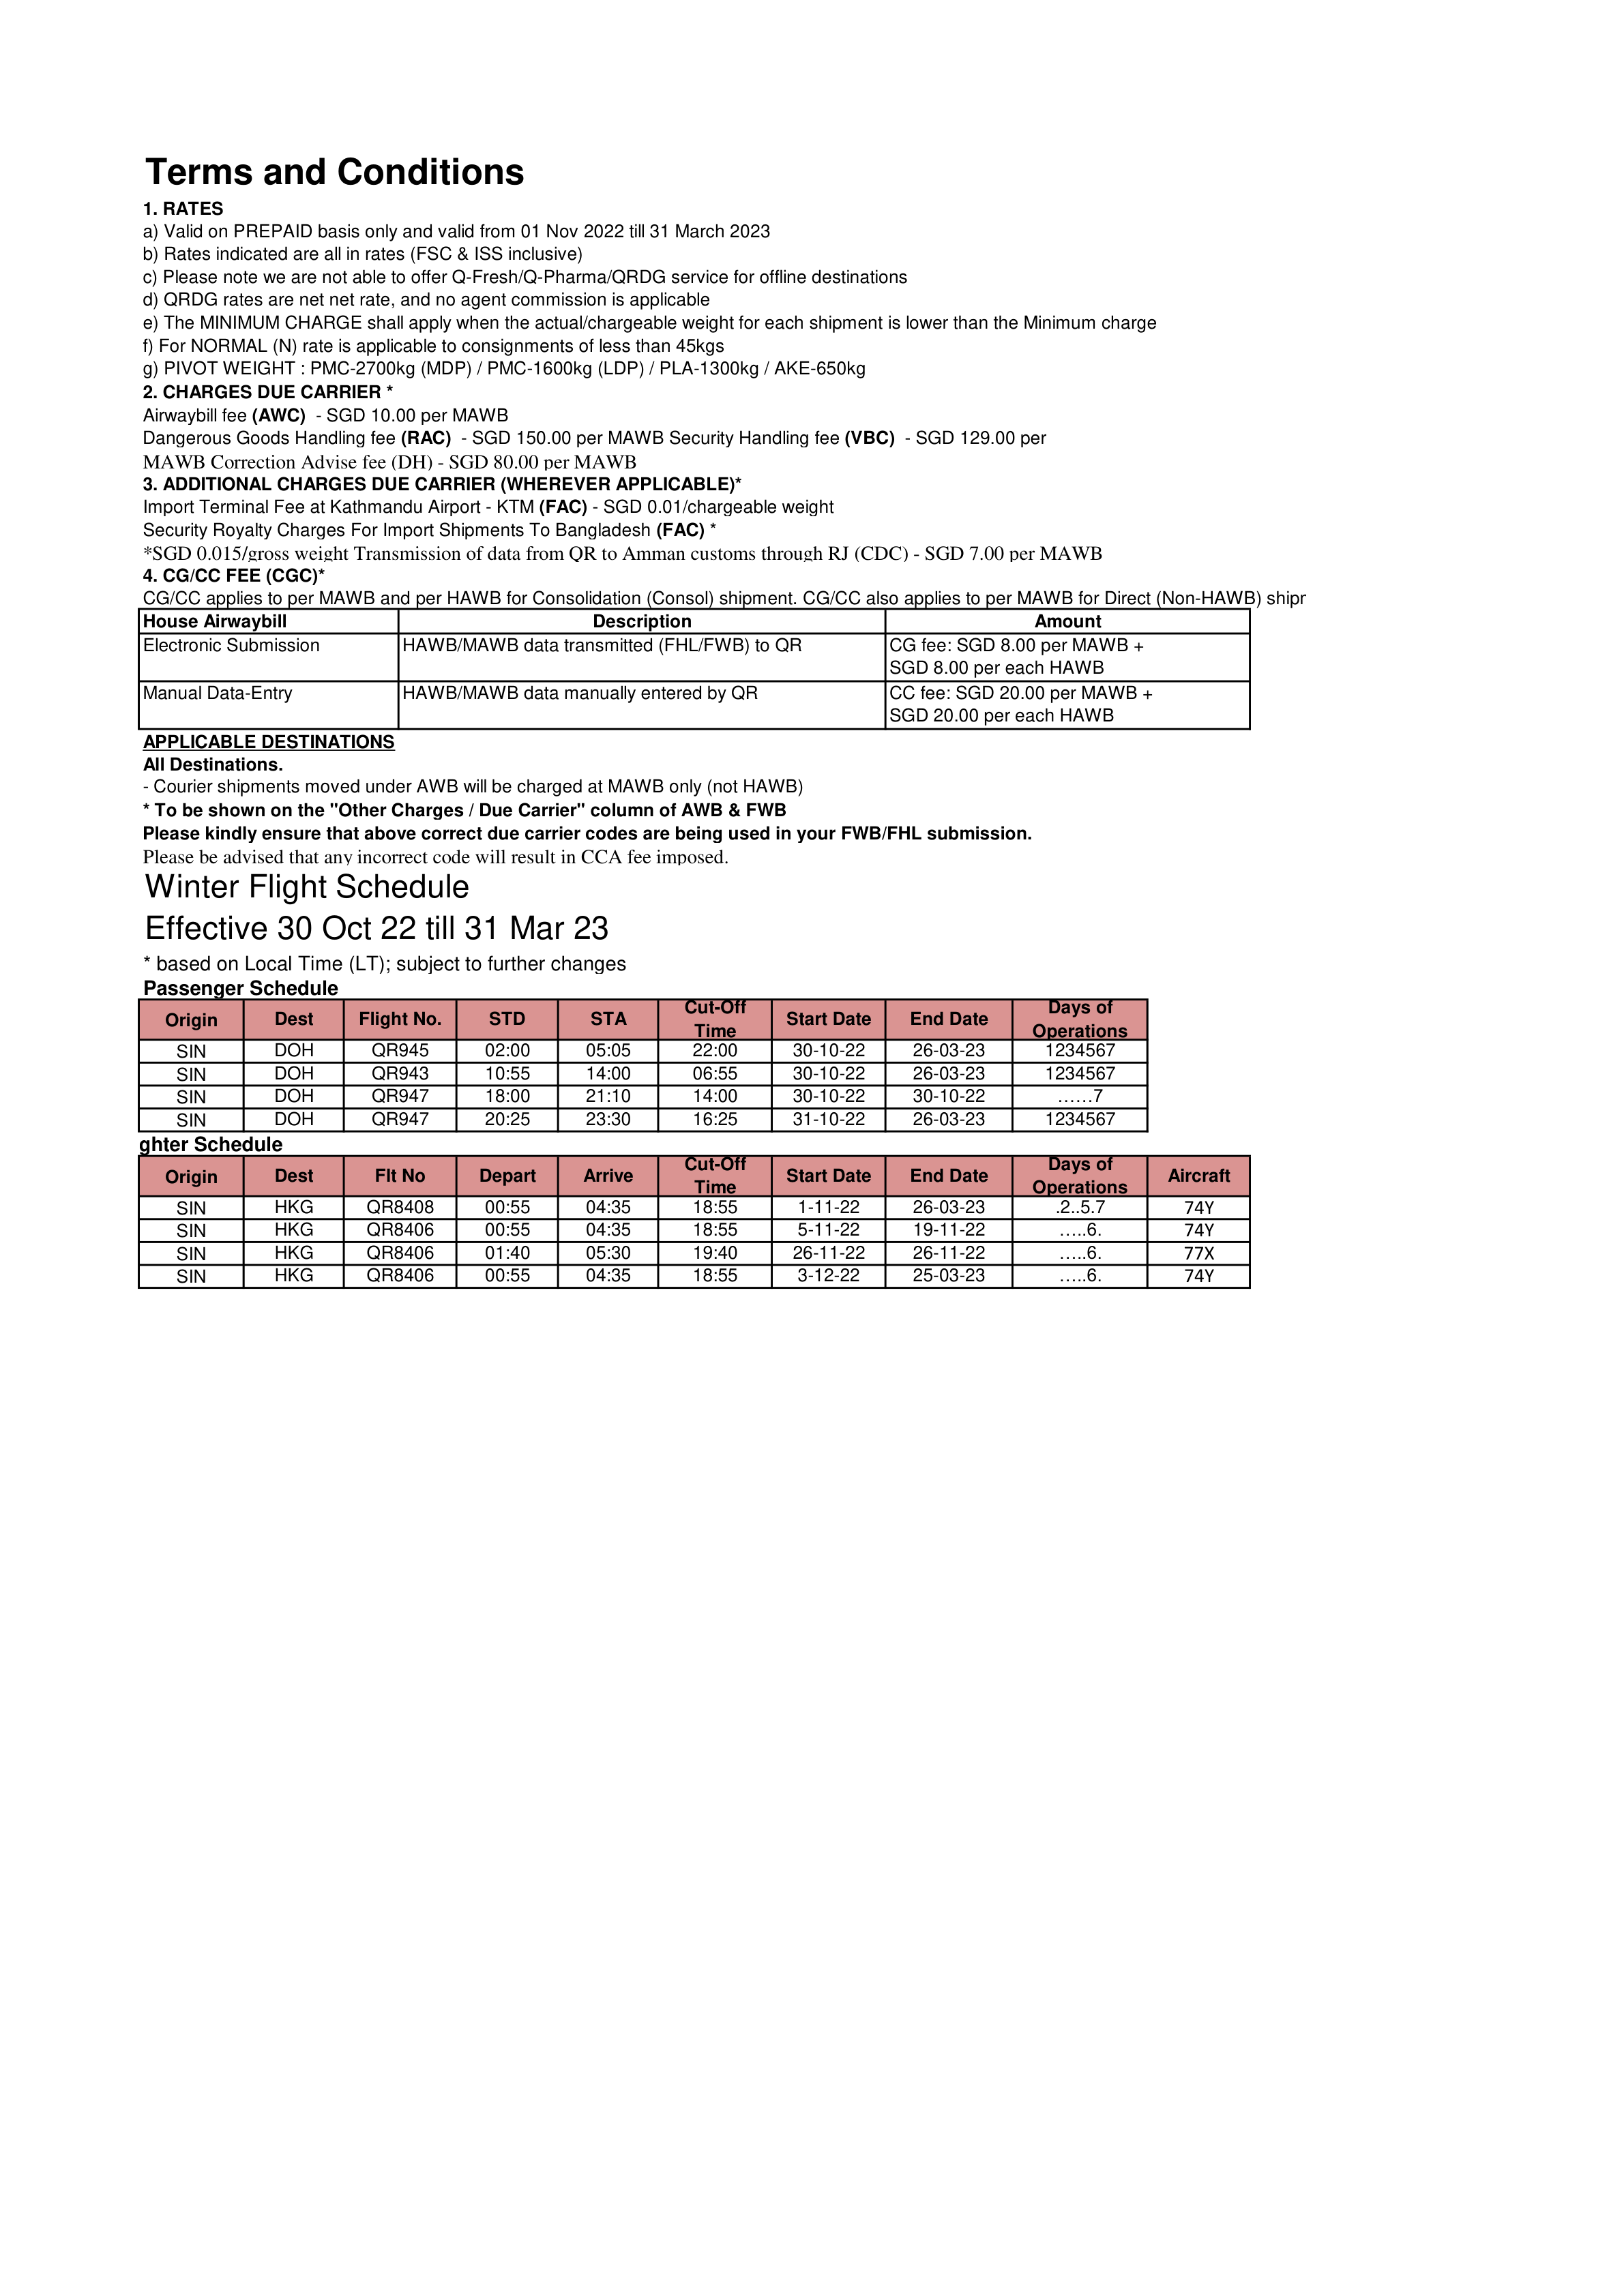 Terms and Conditions
1. RATES
a) Valid on PREPAID basis only and valid from 01 Nov 2022 till 31 March 2023
b) Rates indicated are all in rates (FSC & ISS inclusive)
c) Please note we are not able to offer Q-Fresh/Q-Pharma/QRDG service for offline destinations
d) QRDG rates are net net rate, and no agent commission is applicable
e) The MINIMUM CHARGE shall apply when the actual/chargeable weight for each shipment is lower than the Minimum charge
f) For NORMAL (N) rate is applicable to consignments of less than 45kgs
g) PIVOT WEIGHT : PMC-2700kg (MDP) / PMC-1600kg (LDP) / PLA-1300kg / AKE-650kg
2. CHARGES DUE CARRIER *
Airwaybill fee (AWC) - SGD 10.00 per MAWB
Dangerous Goods Handling fee (RAC) - SGD 150.00 per MAWB Security Handling fee (VBC) - SGD 129.00 per
MAWB Correction Advise fee (DH) - SGD 80.00 per MAWB
3. ADDITIONAL CHARGES DUE CARRIER (WHEREVER APPLICABLE)*
Import Terminal Fee at Kathmandu Airport - KTM (FAC) - SGD 0.01/chargeable weight
Security Royalty Charges For Import Shipments To Bangladesh (FAC) *
*SGD 0.015/gross weight Transmission of data from QR to Amman customs through RJ (CDC) - SGD 7.00 per MAWB
4. CG/CC FEE (CGC)*
CG/CC applies to per MAWB and per HAWB for Consolidation (Consol) shipment. CG/CC also applies to per MAWB for Direct (Non-HAWB) shipr
House Airwaybill Description Amount
Electronic Submission HAWB/MAWB data transmitted (FHL/FWB) to QR CG fee: SGD 8.00 per MAWB +
SGD 8.00 per each HAWB
Manual Data-Entry HAWB/MAWB data manually entered by QR CC fee: SGD 20.00 per MAWB +
SGD 20.00 per each HAWB
APPLICABLE DESTINATIONS
All Destinations.
- Courier shipments moved under AWB will be charged at MAWB only (not HAWB)
* To be shown on the "Other Charges / Due Carrier" column of AWB & FWB
Please kindly ensure that above correct due carrier codes are being used in your FWB/FHL submission.
Please be advised that any incorrect code will result in CCA fee imposed.
Winter Flight Schedule
Effective 30 Oct 22 till 31 Mar 23
* based on Local Time (LT); subject to further changes
Passenger Schedule
Origin Dest Flight No. STD STA Cut-Off Time Start Date End Date Days of Operations
SIN DOH QR945 02:00 05:05 22:00 30-10-22 26-03-23 1234567
SIN DOH QR943 10:55 14:00 06:55 30-10-22 26-03-23 1234567
SIN DOH QR947 18:00 21:10 14:00 30-10-22 30-10-22 ……7
SIN DOH QR947 20:25 23:30 16:25 31-10-22 26-03-23 1234567
ghter Schedule
Origin Dest Flt No Depart Arrive Cut-Off Time Start Date End Date Days of Operations Aircraft
SIN HKG QR8408 00:55 04:35 18:55 1-11-22 26-03-23 .2..5.7 74Y
SIN HKG QR8406 00:55 04:35 18:55 5-11-22 19-11-22 …..6. 74Y
SIN HKG QR8406 01:40 05:30 19:40 26-11-22 26-11-22 …..6. 77X
SIN HKG QR8406 00:55 04:35 18:55 3-12-22 25-03-23 …..6. 74Y